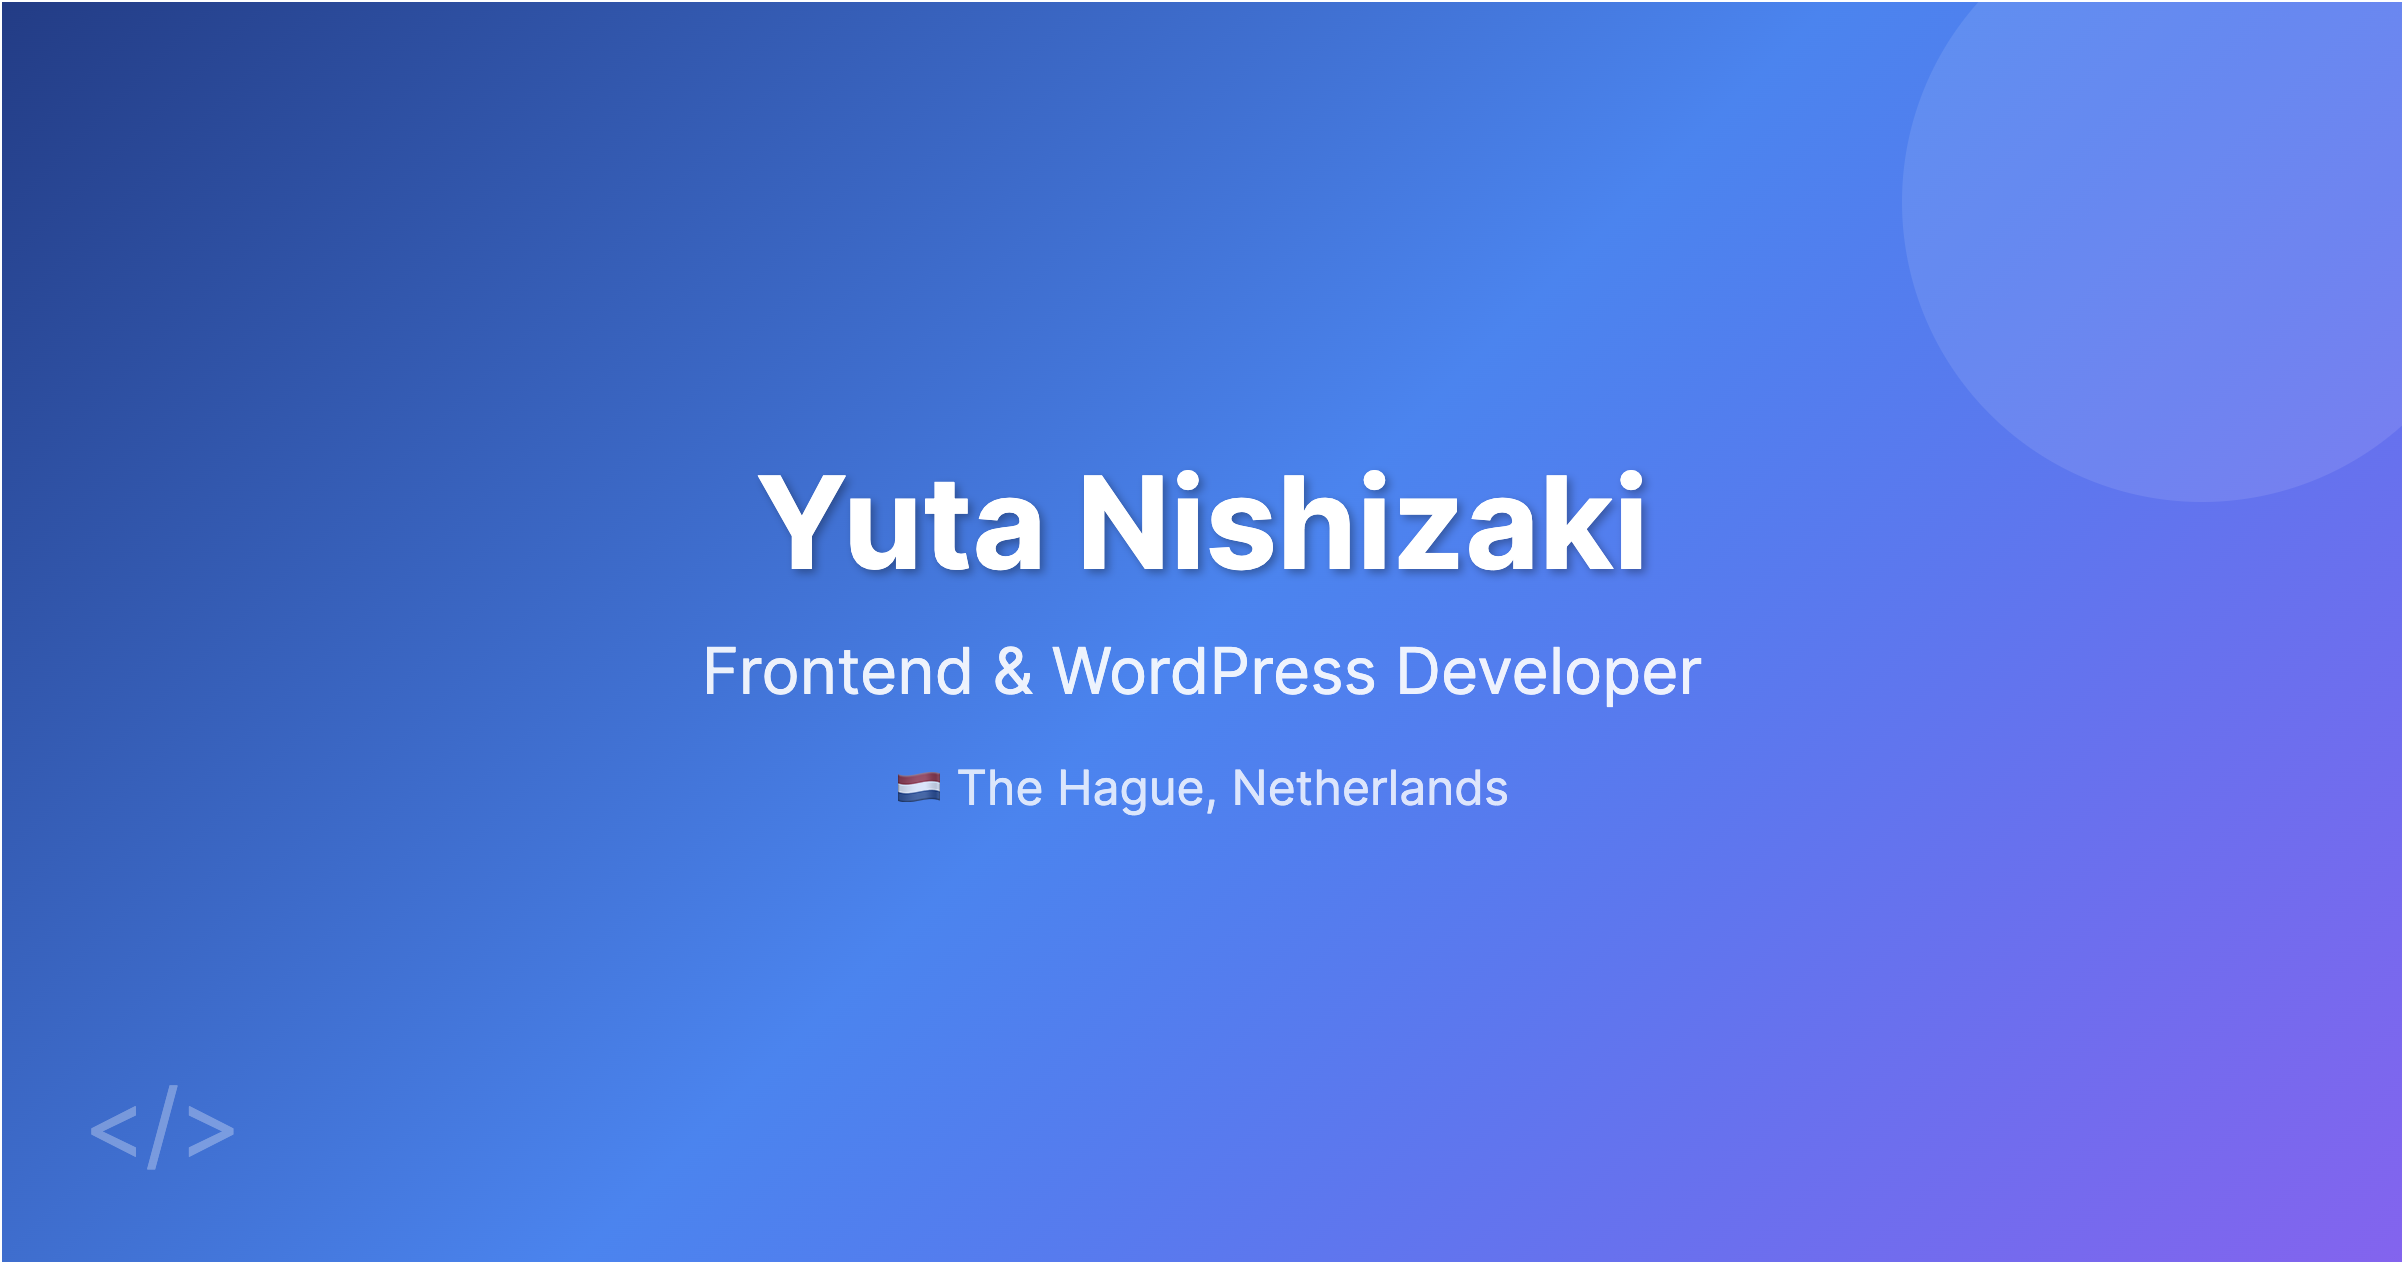 Yuta Nishizaki
Frontend & WordPress Developer
🇳🇱 The Hague, Netherlands
</>